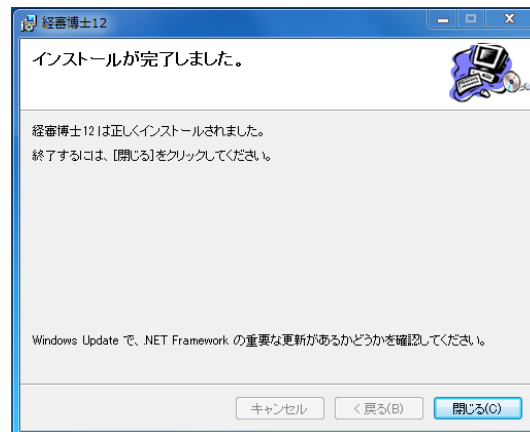 経審博士12
インストールが完了しました。
経審博士12は正しくインストールされました。
終了するには、[閉じる]をクリックしてください。
Windows Update で、.NET Framework の重要な更新があるかどうかを確認してください。
キャンセル
< 戻る(B)
閉じる(C)